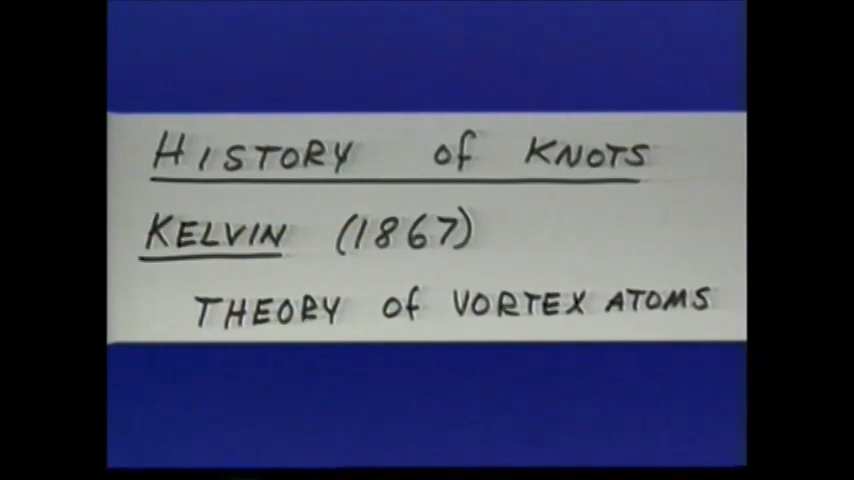 HISTORY of KNOTS
KELVIN (1867)
THEORY of VORTEX ATOMS